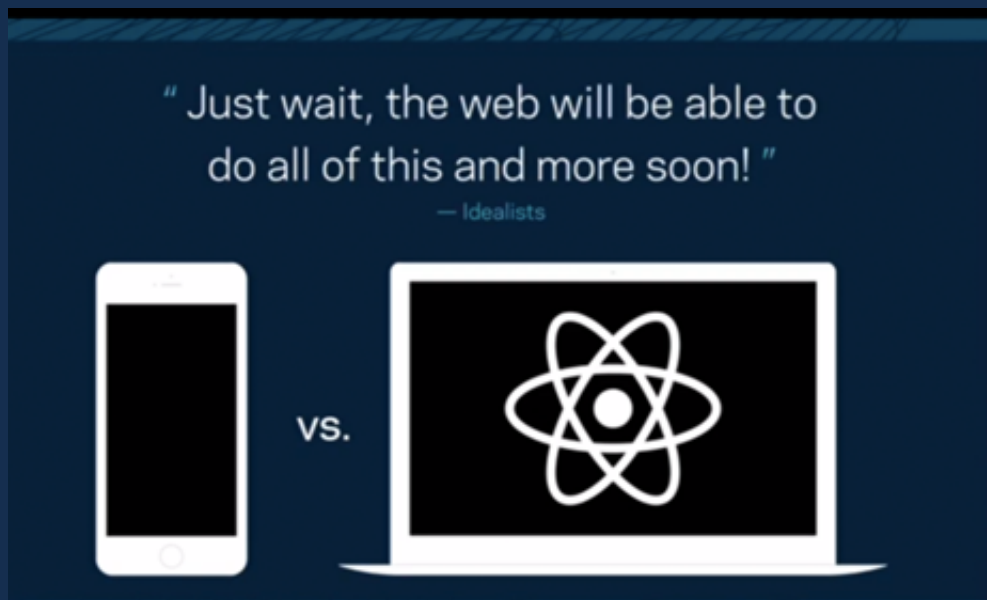 “ Just wait, the web will be able to
do all of this and more soon! ”
— Idealists
vs.